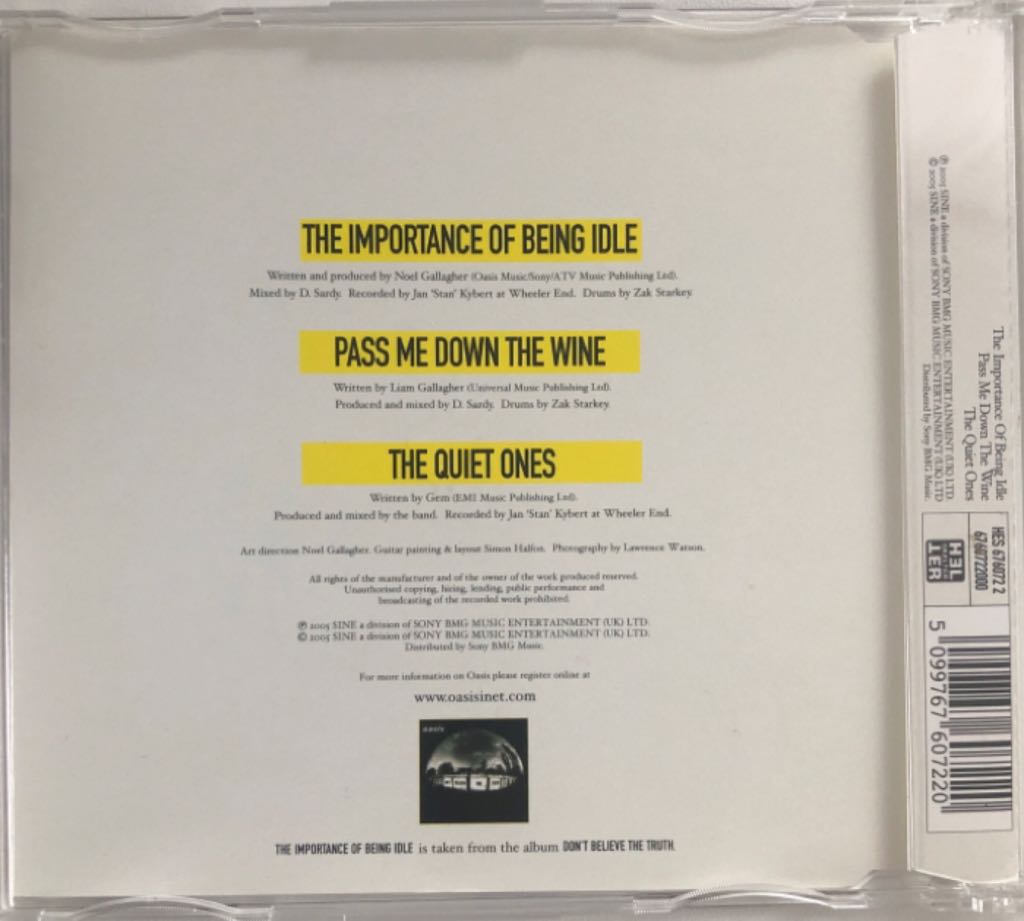 THE IMPORTANCE OF BEING IDLE
Written and produced by Noel Gallagher (Oasis Music/Sony/ATV Music Publishing Ltd).
Mixed by D. Sardy. Recorded by Jan 'Stan' Kybert at Wheeler End. Drums by Zak Starkey.
PASS ME DOWN THE WINE
Written by Liam Gallagher (Universal Music Publishing Ltd).
Produced and mixed by D. Sardy. Drums by Zak Starkey.
THE QUIET ONES
Written by Gem (EMI Music Publishing Ltd).
Produced and mixed by the band. Recorded by Jan 'Stan' Kybert at Wheeler End.
Art direction Noel Gallagher. Guitar painting & layout Simon Halfon. Photography by Lawrence Watson.
All rights of the manufacturer and of the owner of the work produced reserved.
Unauthorised copying, hiring, lending, public performance and
broadcasting of the recorded work prohibited.
℗ 2005 SINE a division of SONY BMG MUSIC ENTERTAINMENT (UK) LTD.
© 2005 SINE a division of SONY BMG MUSIC ENTERTAINMENT (UK) LTD.
Distributed by Sony BMG Music.
For more information on Oasis please register online at
www.oasisinet.com
oasis
THE IMPORTANCE OF BEING IDLE is taken from the album DON'T BELIEVE THE TRUTH.
The Importance Of Being Idle
Pass Me Down The Wine
The Quiet Ones
℗ 2005 SINE a division of SONY BMG MUSIC ENTERTAINMENT (UK) LTD
© 2005 SINE a division of SONY BMG MUSIC ENTERTAINMENT (UK) LTD
Distributed by Sony BMG Music.
HES 676072 2
6760722000
HEL
TER
5 099767 607220